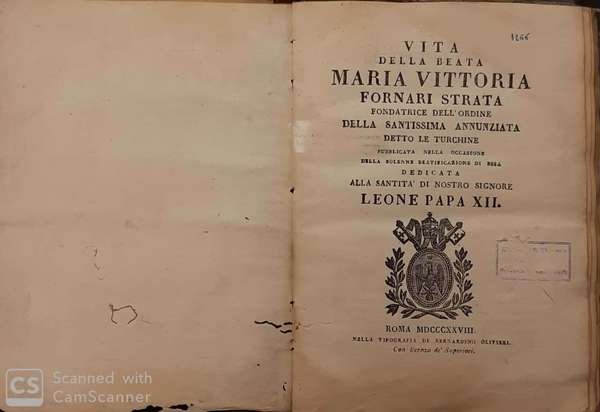 VITA
DELLA BEATA
MARIA VITTORIA
FORNARI STRATA
FONDATRICE DELL'ORDINE
DELLA SANTISSIMA ANNUNZIATA
DETTO LE TURCHINE
PUBBLICATA NELLA OCCASIONE
DELLA SOLENNE BEATIFICAZIONE DI ESSA
DEDICATA
ALLA SANTITA' DI NOSTRO SIGNORE
LEONE PAPA XII.
ROMA MDCCCXXVIII.
NELLA TIPOGRAFIA DI BERNARDINO OLIVIERI.
Con licenza de' Superiori.
CS Scanned with
CamScanner